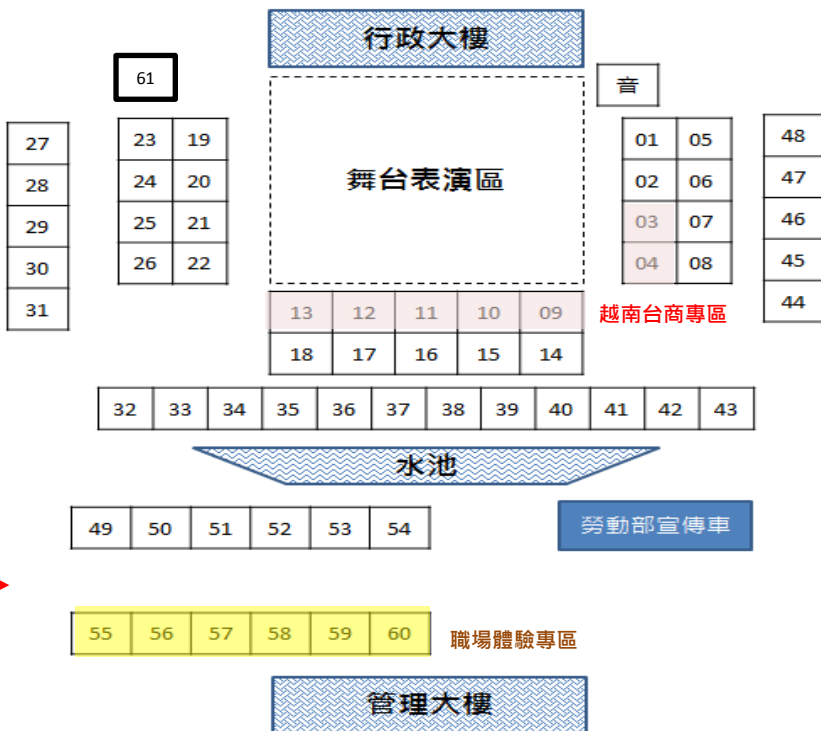 行政大樓
61
音
27 23 19 舞台表演區 01 05 48
28 24 20 02 06 47
29 25 21 03 07 46
30 26 22 04 08 45
31 13 12 11 10 09 越南台商專區 44
18 17 16 15 14
32 33 34 35 36 37 38 39 40 41 42 43
水池
49 50 51 52 53 54 勞動部宣傳車
55 56 57 58 59 60 職場體驗專區
管理大樓